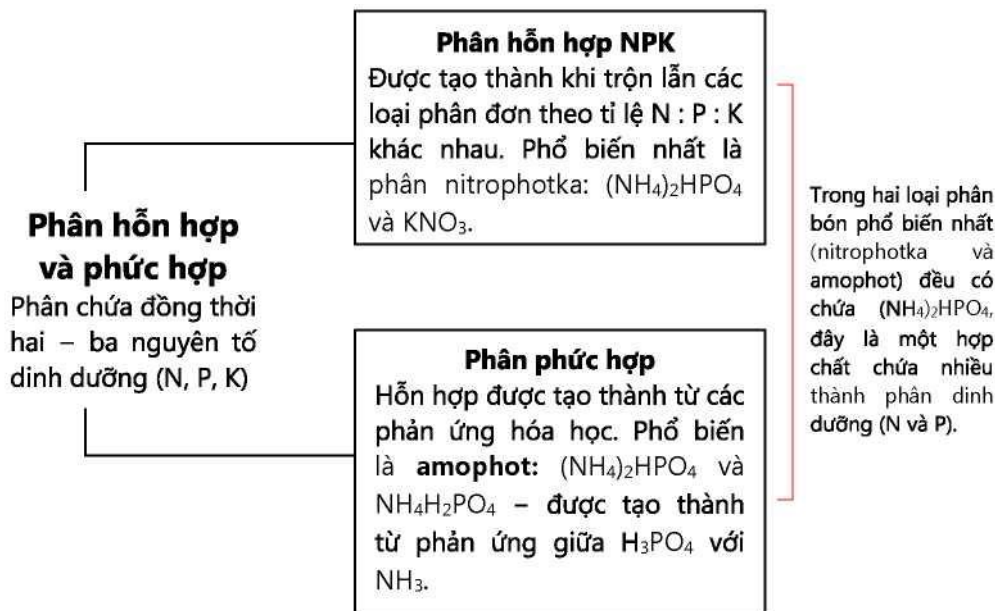 Phân hỗn hợp NPK
Được tạo thành khi trộn lẫn các
loại phân đơn theo tỉ lệ N : P : K
khác nhau. Phổ biến nhất là
phân nitrophotka: (NH₄)₂HPO₄
và KNO₃.
Phân hỗn hợp
và phức hợp
Phân chứa đồng thời
hai – ba nguyên tố
dinh dưỡng (N, P, K)
Phân phức hợp
Hỗn hợp được tạo thành từ các
phản ứng hóa học. Phổ biến
là amophot: (NH₄)₂HPO₄ và
NH₄H₂PO₄ – được tạo thành
từ phản ứng giữa H₃PO₄ với
NH₃.
Trong hai loại phân
bón phổ biến nhất
(nitrophotka và
amophot) đều có
chứa (NH₄)₂HPO₄,
đây là một hợp
chất chứa nhiều
thành phân dinh
dưỡng (N và P).